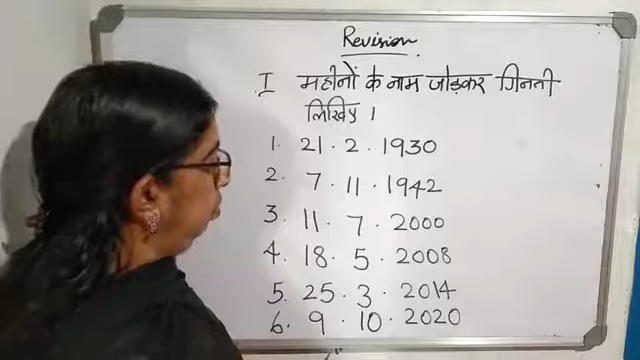 Revision
I महीनों के नाम जोड़कर गिनती
लिखिए ।
1. 21 . 2 . 1930
2. 7 . 11 . 1942
3. 11 . 7 . 2000
4. 18 . 5 . 2008
5. 25 . 3 . 2014
6. 9 . 10 . 2020